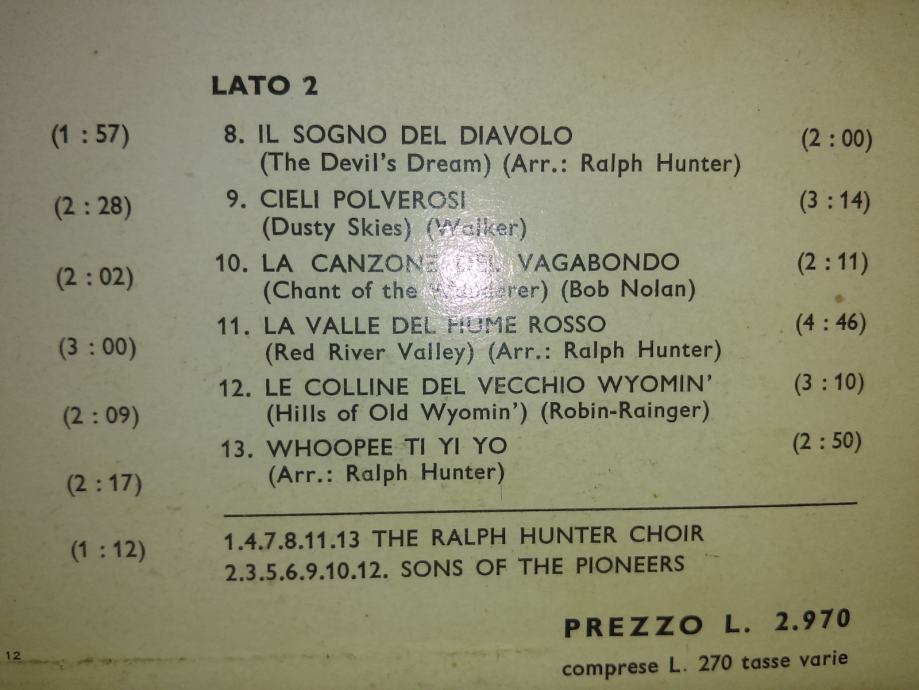 LATO 2
(1 : 57)
8. IL SOGNO DEL DIAVOLO (2 : 00)
(The Devil's Dream) (Arr.: Ralph Hunter)
(2 : 28)
9. CIELI POLVEROSI (3 : 14)
(Dusty Skies) (Walker)
(2 : 02)
10. LA CANZONE DEL VAGABONDO (2 : 11)
(Chant of the Wanderer) (Bob Nolan)
(3 : 00)
11. LA VALLE DEL FIUME ROSSO (4 : 46)
(Red River Valley) (Arr.: Ralph Hunter)
(2 : 09)
12. LE COLLINE DEL VECCHIO WYOMIN' (3 : 10)
(Hills of Old Wyomin') (Robin-Rainger)
(2 : 17)
13. WHOOPEE TI YI YO (2 : 50)
(Arr.: Ralph Hunter)
(1 : 12)
1.4.7.8.11.13 THE RALPH HUNTER CHOIR
2.3.5.6.9.10.12. SONS OF THE PIONEERS
PREZZO L. 2.970
comprese L. 270 tasse varie
12